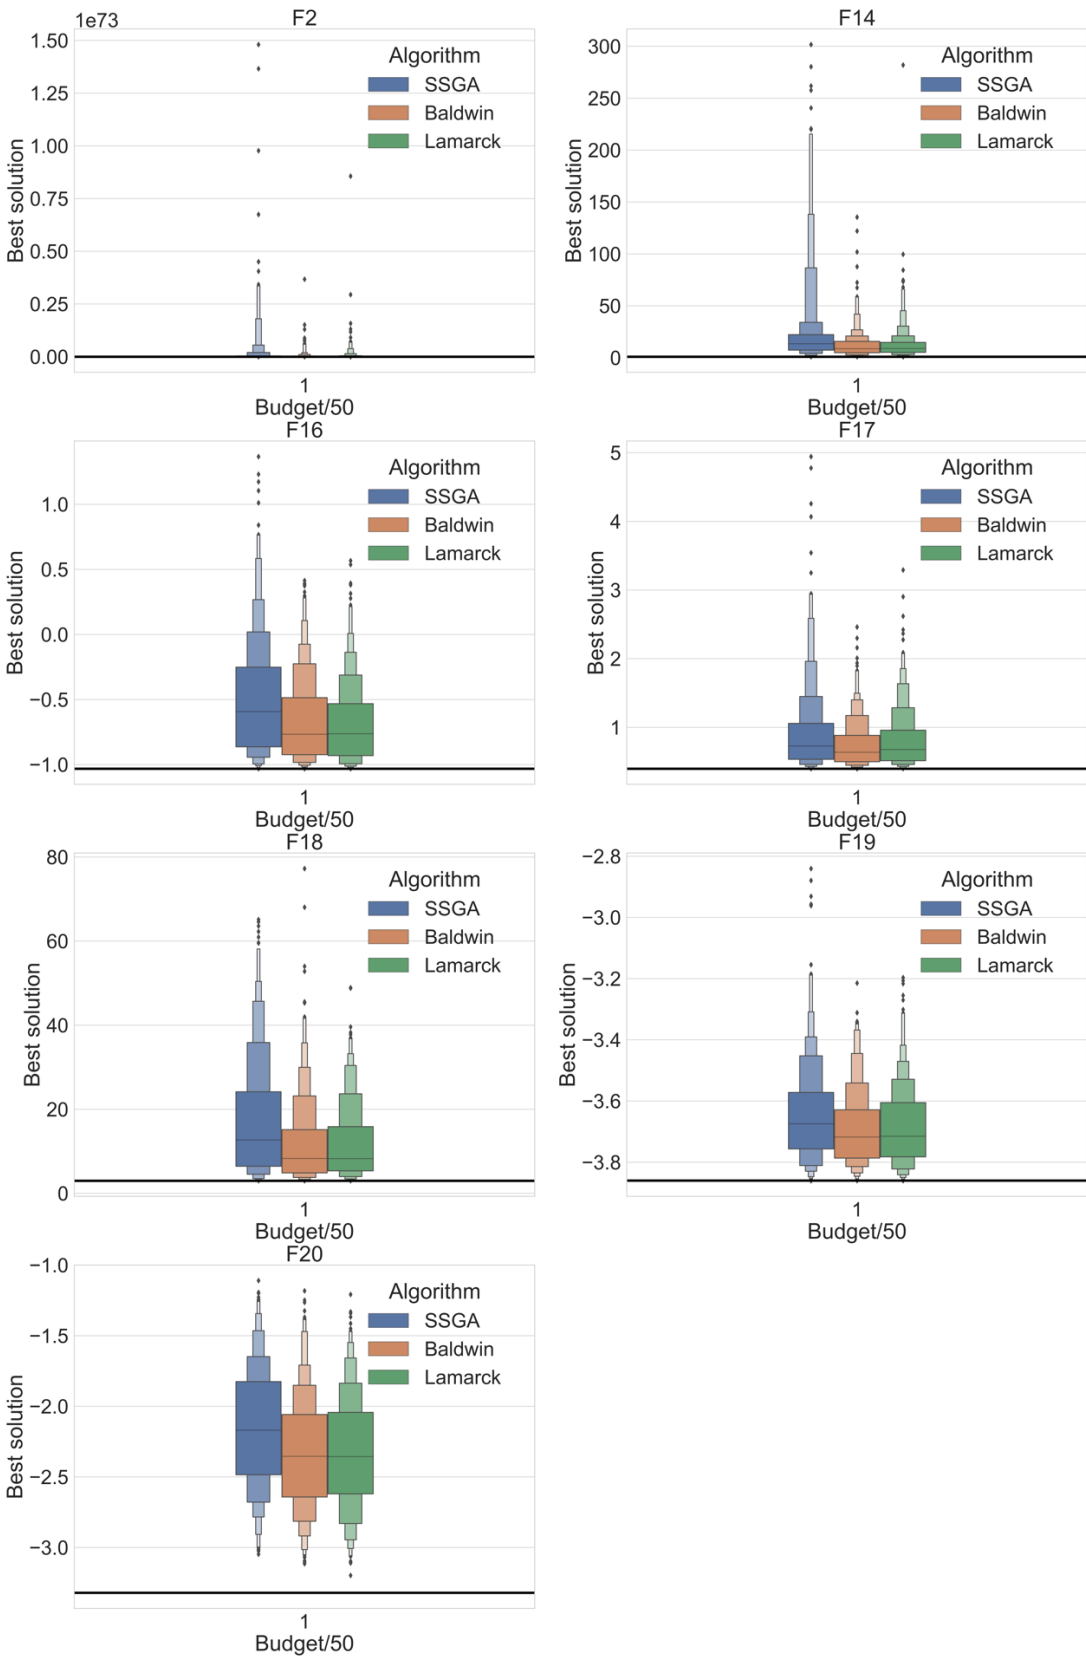 F2
1e73
1.50
1.25
1.00
0.75
0.50
0.25
0.00
Best solution
Algorithm
SSGA
Baldwin
Lamarck
1
Budget/50
F14
300
250
200
150
100
50
0
Best solution
Algorithm
SSGA
Baldwin
Lamarck
1
Budget/50
F16
1.0
0.5
0.0
−0.5
−1.0
Best solution
Algorithm
SSGA
Baldwin
Lamarck
1
Budget/50
F17
5
4
3
2
1
Best solution
Algorithm
SSGA
Baldwin
Lamarck
1
Budget/50
F18
80
60
40
20
0
Best solution
Algorithm
SSGA
Baldwin
Lamarck
1
Budget/50
F19
−2.8
−3.0
−3.2
−3.4
−3.6
−3.8
Best solution
Algorithm
SSGA
Baldwin
Lamarck
1
Budget/50
F20
−1.0
−1.5
−2.0
−2.5
−3.0
Best solution
Algorithm
SSGA
Baldwin
Lamarck
1
Budget/50